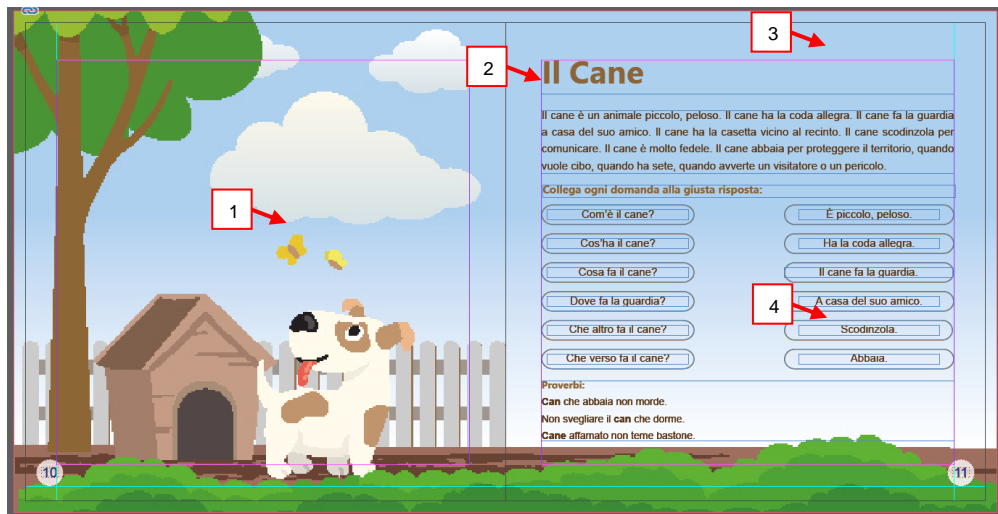 1
2
3
Il Cane
Il cane è un animale piccolo, peloso. Il cane ha la coda allegra. Il cane fa la guardia
a casa del suo amico. Il cane ha la casetta vicino al recinto. Il cane scodinzola per
comunicare. Il cane è molto fedele. Il cane abbaia per proteggere il territorio, quando
vuole cibo, quando ha sete, quando avverte un visitatore o un pericolo.
Collega ogni domanda alla giusta risposta:
Com'è il cane? È piccolo, peloso.
Cos'ha il cane? Ha la coda allegra.
Cosa fa il cane? Il cane fa la guardia.
Dove fa la guardia? A casa del suo amico.
4
Che altro fa il cane? Scodinzola.
Che verso fa il cane? Abbaia.
Proverbi:
Can che abbaia non morde.
Non svegliare il can che dorme.
Cane affamato non teme bastone.
10
11